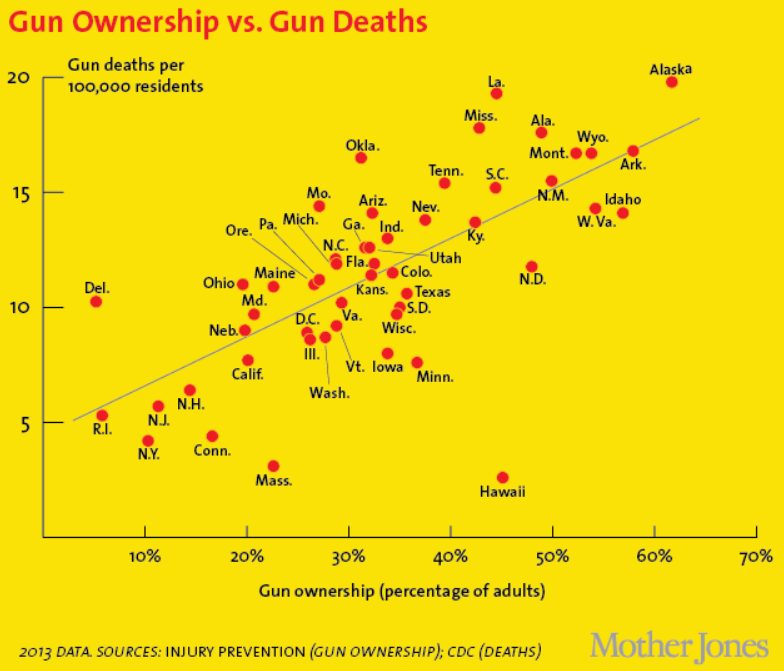 Gun Ownership vs. Gun Deaths
Gun deaths per
100,000 residents
20
15
10
5
Alaska
La.
Miss.
Ala.
Wyo.
Mont.
Ark.
Okla.
Tenn.
S.C.
N.M.
Idaho
W. Va.
Mo.
Ariz.
Nev.
Ky.
Mich.
Ga.
Ind.
Pa.
Ore.
N.C.
Fla.
Utah
N.D.
Del.
Ohio
Maine
Kans.
Colo.
Texas
Md.
Va.
S.D.
Neb.
D.C.
Wisc.
Ill.
Calif.
Vt.
Iowa
Minn.
Wash.
N.H.
R.I.
N.J.
N.Y.
Conn.
Mass.
Hawaii
10%
20%
30%
40%
50%
60%
70%
Gun ownership (percentage of adults)
2013 DATA. SOURCES: INJURY PREVENTION (GUN OWNERSHIP); CDC (DEATHS)
Mother Jones